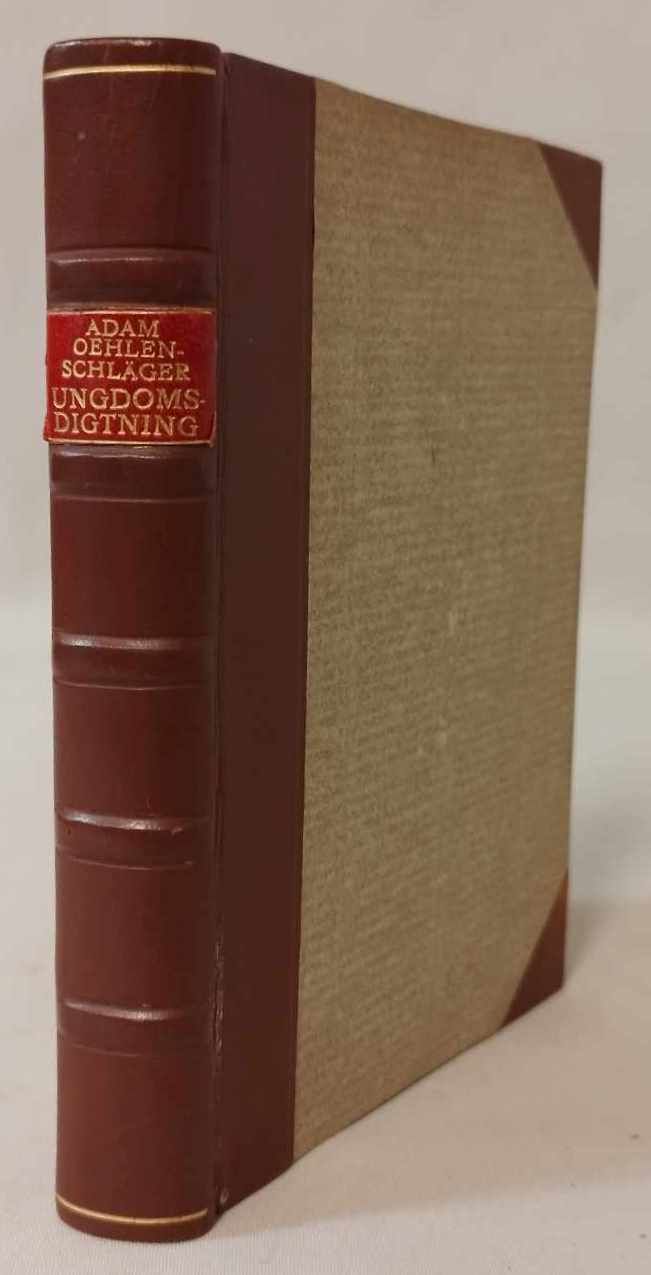 ADAM
OEHLEN-
SCHLÄGER
UNGDOMS-
DIGTNING